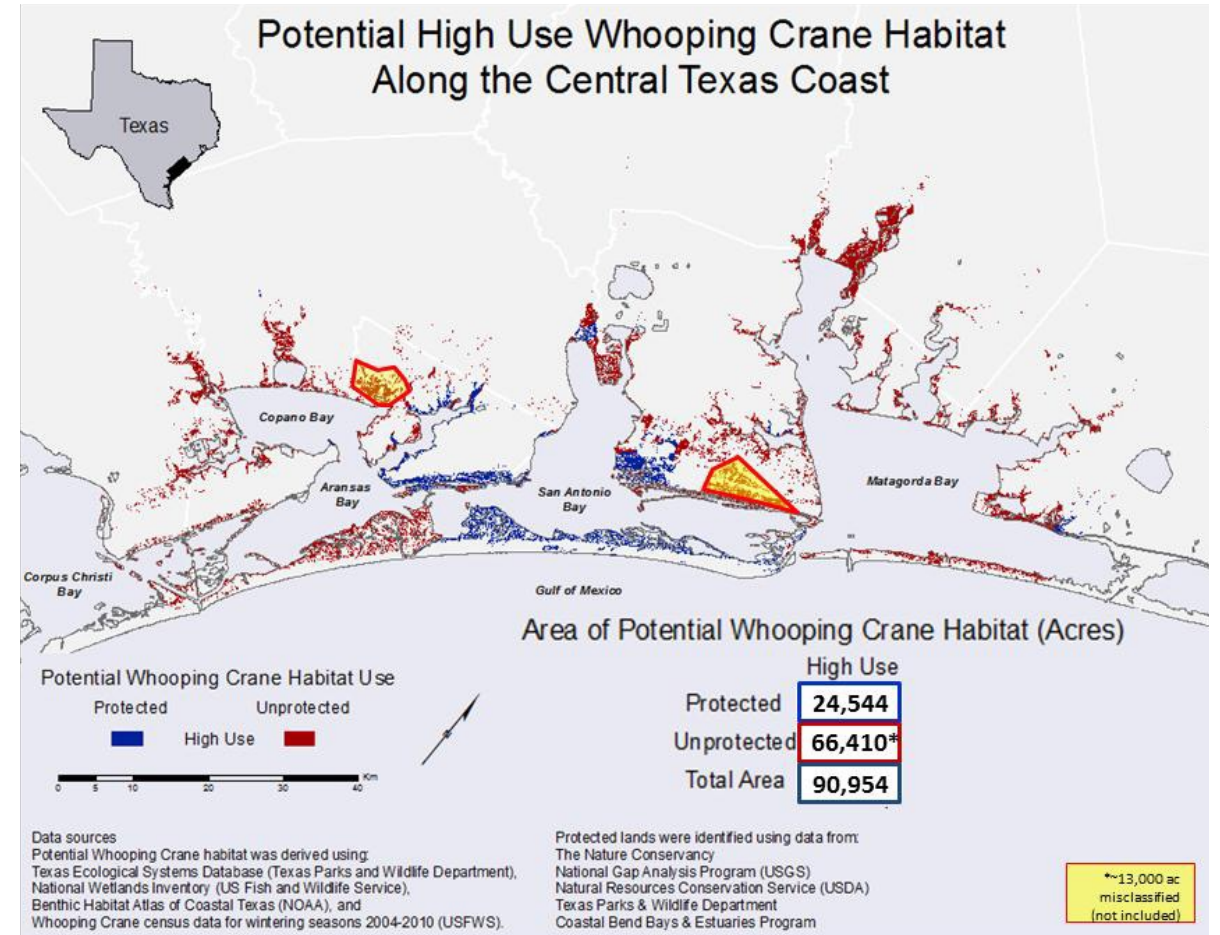 Potential High Use Whooping Crane Habitat
Along the Central Texas Coast
Texas
Copano Bay
Aransas
Bay
San Antonio
Bay
Matagorda Bay
Corpus Christi
Bay
Gulf of Mexico
Area of Potential Whooping Crane Habitat (Acres)
High Use
Protected 24,544
Unprotected 66,410*
Total Area 90,954
Potential Whooping Crane Habitat Use
Protected Unprotected
High Use
Km
0 5 10 20 30 40
Data sources
Potential Whooping Crane habitat was derived using:
Texas Ecological Systems Database (Texas Parks and Wildlife Department),
National Wetlands Inventory (US Fish and Wildlife Service),
Benthic Habitat Atlas of Coastal Texas (NOAA), and
Whooping Crane census data for wintering seasons 2004-2010 (USFWS).
Protected lands were identified using data from:
The Nature Conservancy
National Gap Analysis Program (USGS)
Natural Resources Conservation Service (USDA)
Texas Parks & Wildlife Department
Coastal Bend Bays & Estuaries Program
*~13,000 ac
misclassified
(not included)